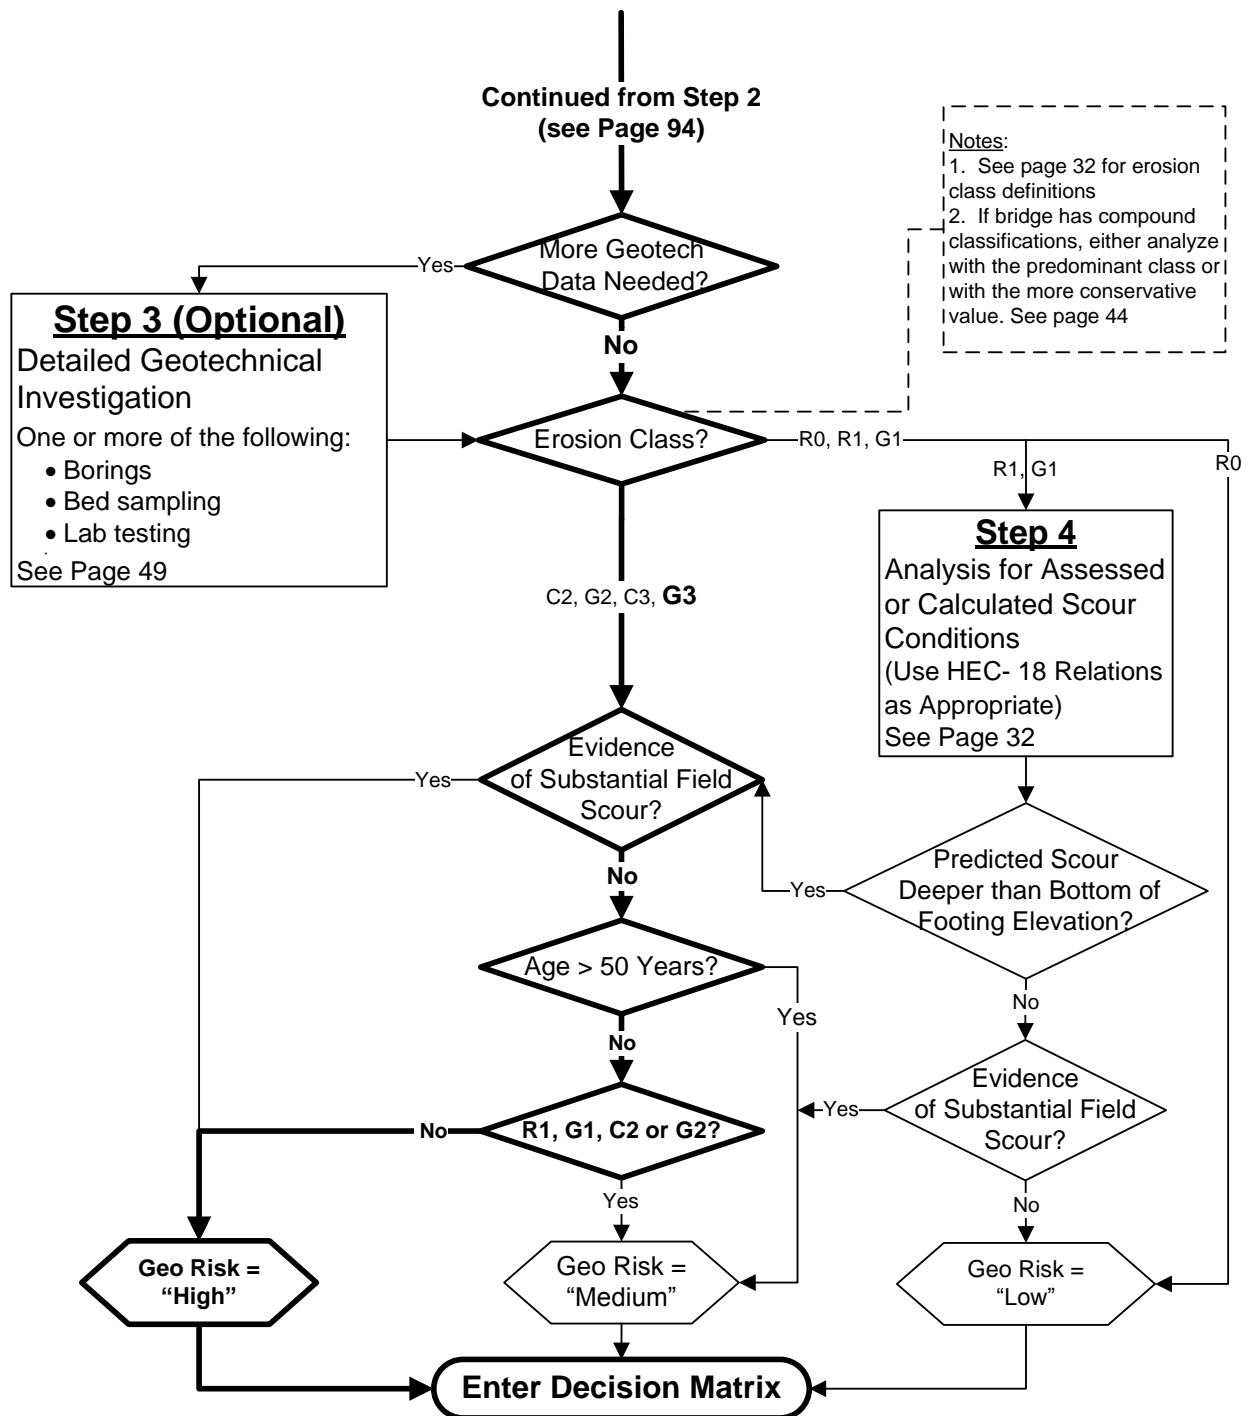 Continued from Step 2
(see Page 94)
Notes:
1. See page 32 for erosion
class definitions
2. If bridge has compound
classifications, either analyze
with the predominant class or
with the more conservative
value. See page 44
More Geotech
Data Needed?
Yes
No
Step 3 (Optional)
Detailed Geotechnical
Investigation
One or more of the following:
• Borings
• Bed sampling
• Lab testing
See Page 49
Erosion Class?
R0, R1, G1
R1, G1
R0
Step 4
Analysis for Assessed
or Calculated Scour
Conditions
(Use HEC- 18 Relations
as Appropriate)
See Page 32
C2, G2, C3, G3
Evidence
of Substantial Field
Scour?
Yes
No
Predicted Scour
Deeper than Bottom of
Footing Elevation?
Yes
No
Age > 50 Years?
Yes
No
Evidence
of Substantial Field
Scour?
Yes
No
R1, G1, C2 or G2?
No
Yes
Geo Risk =
“High”
Geo Risk =
“Medium”
Geo Risk =
“Low”
Enter Decision Matrix